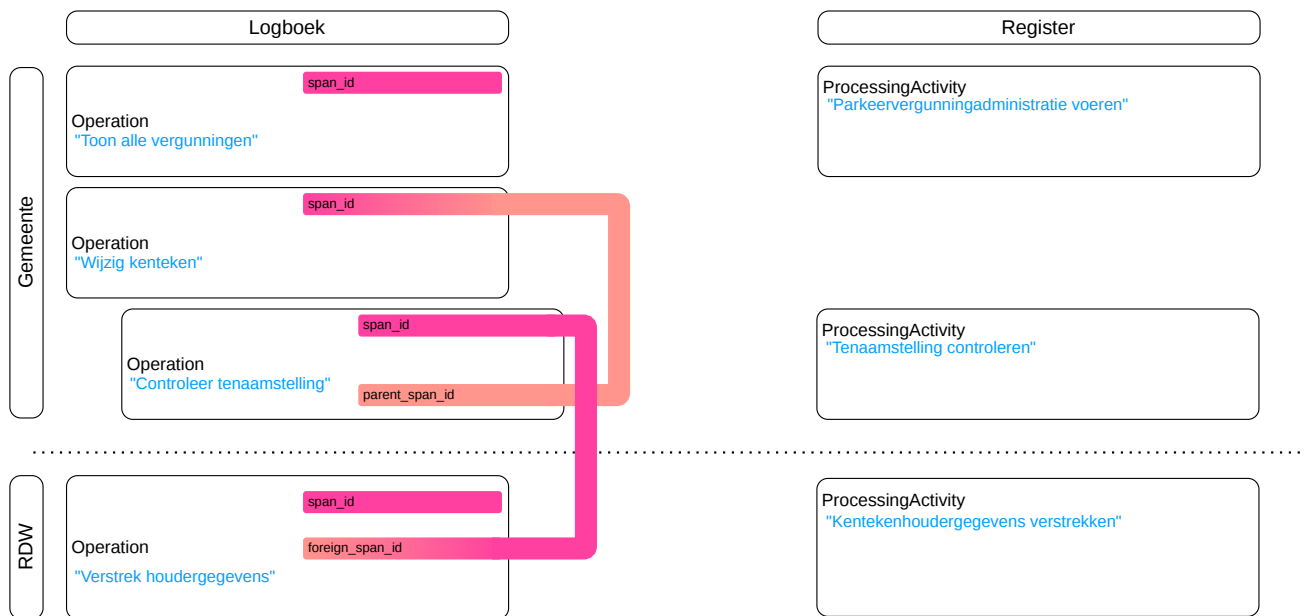 Logboek
Register
Gemeente
span_id
Operation
"Toon alle vergunningen"
ProcessingActivity
"Parkeervergunningadministratie voeren"
span_id
Operation
"Wijzig kenteken"
span_id
Operation
"Controleer tenaamstelling"
parent_span_id
ProcessingActivity
"Tenaamstelling controleren"
RDW
span_id
Operation
foreign_span_id
"Verstrek houdergegevens"
ProcessingActivity
"Kentekenhoudergegevens verstrekken"